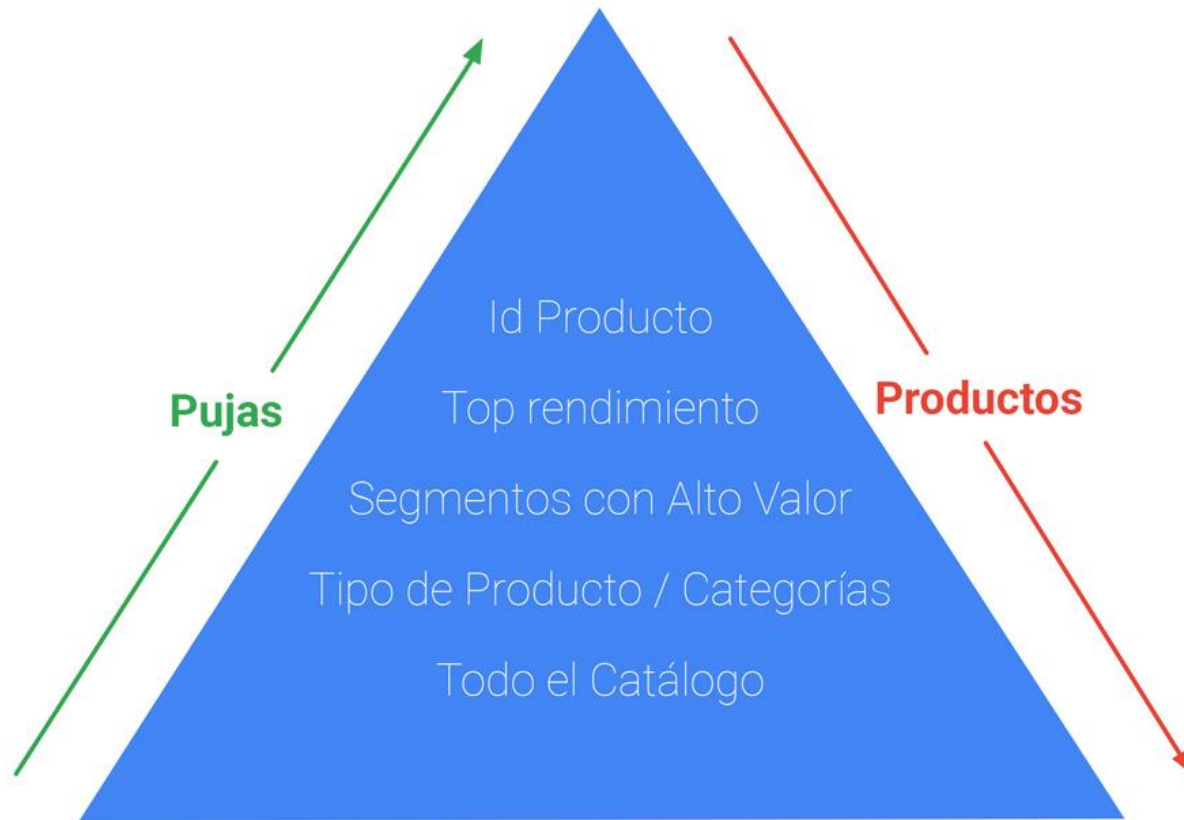 Id Producto
Pujas
Productos
Top rendimiento
Segmentos con Alto Valor
Tipo de Producto / Categorías
Todo el Catálogo